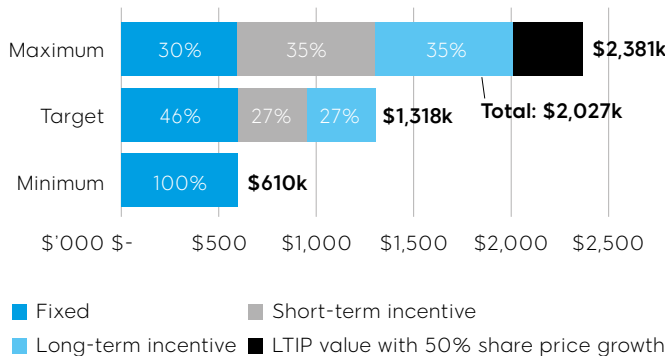 Maximum 30% 35% 35% $2,381k
Total: $2,027k
Target 46% 27% 27% $1,318k
Minimum 100% $610k
$'000 $- $500 $1,000 $1,500 $2,000 $2,500
Fixed Short-term incentive
Long-term incentive LTIP value with 50% share price growth